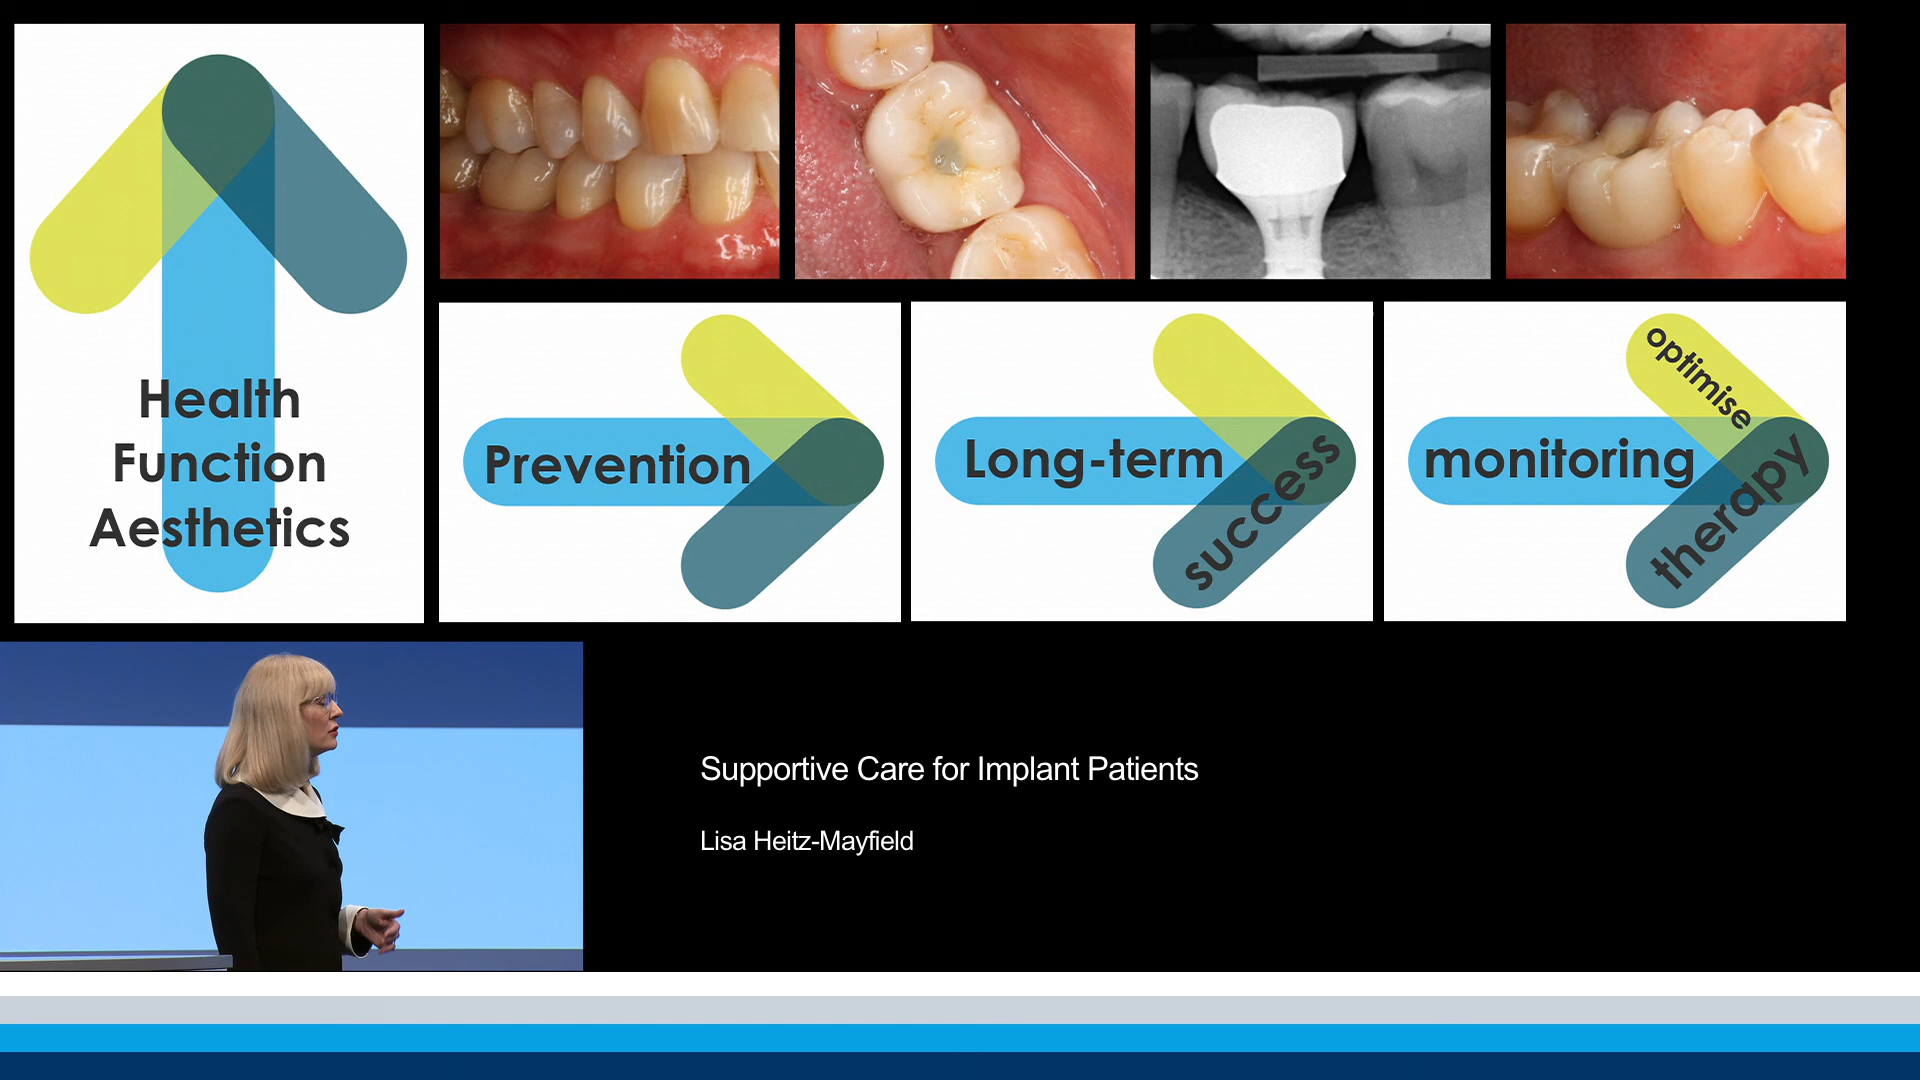 Health
Function
Aesthetics
Prevention
Long-term
success
optimise
monitoring
therapy
Supportive Care for Implant Patients
Lisa Heitz-Mayfield